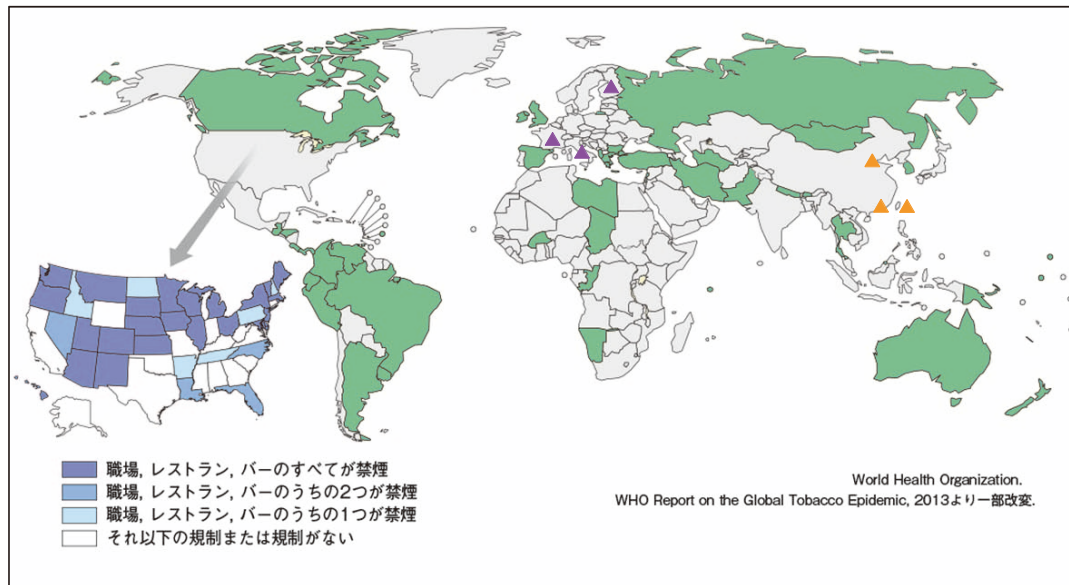 職場，レストラン，バーのすべてが禁煙
職場，レストラン，バーのうちの2つが禁煙
職場，レストラン，バーのうちの1つが禁煙
それ以下の規制または規制がない
World Health Organization.
WHO Report on the Global Tobacco Epidemic, 2013より一部改変.